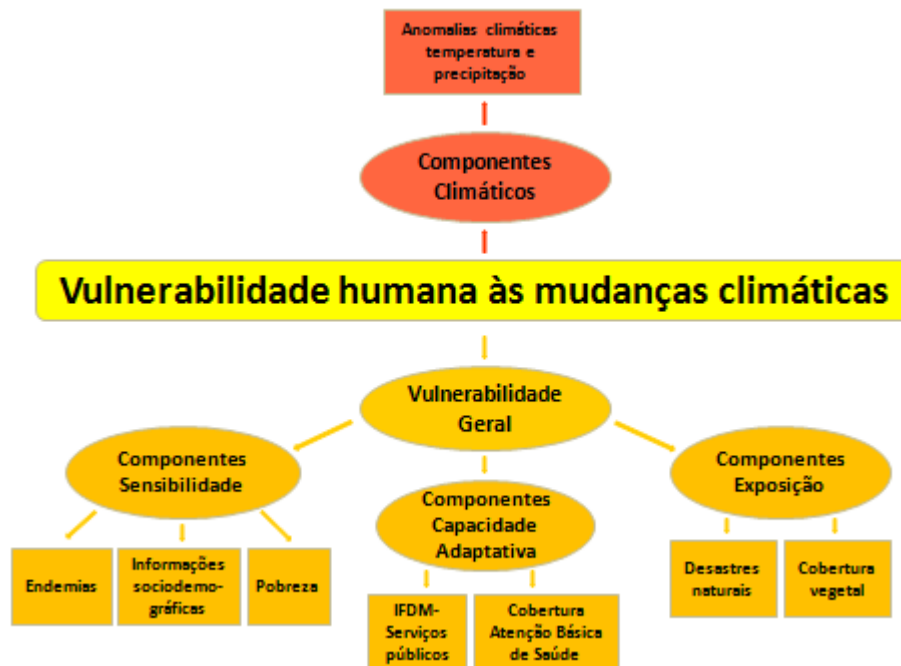 Anomalias climáticas
temperatura e
precipitação
Componentes
Climáticos
Vulnerabilidade humana às mudanças climáticas
Vulnerabilidade
Geral
Componentes
Sensibilidade
Componentes
Capacidade
Adaptativa
Componentes
Exposição
Endemias
Informações
sociodemo-
gráficas
Pobreza
IFDM-
Serviços
públicos
Cobertura
Atenção Básica
de Saúde
Desastres
naturais
Cobertura
vegetal